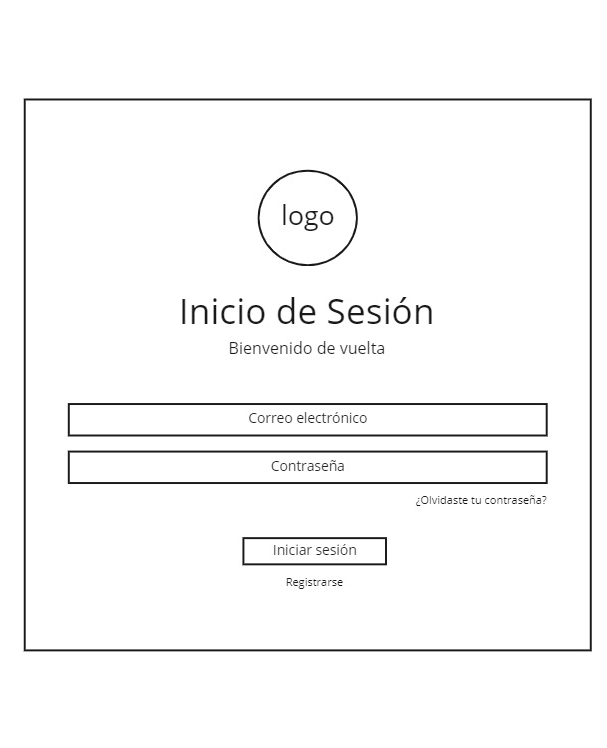 logo
Inicio de Sesión
Bienvenido de vuelta
Correo electrónico
Contraseña
¿Olvidaste tu contraseña?
Iniciar sesión
Registrarse